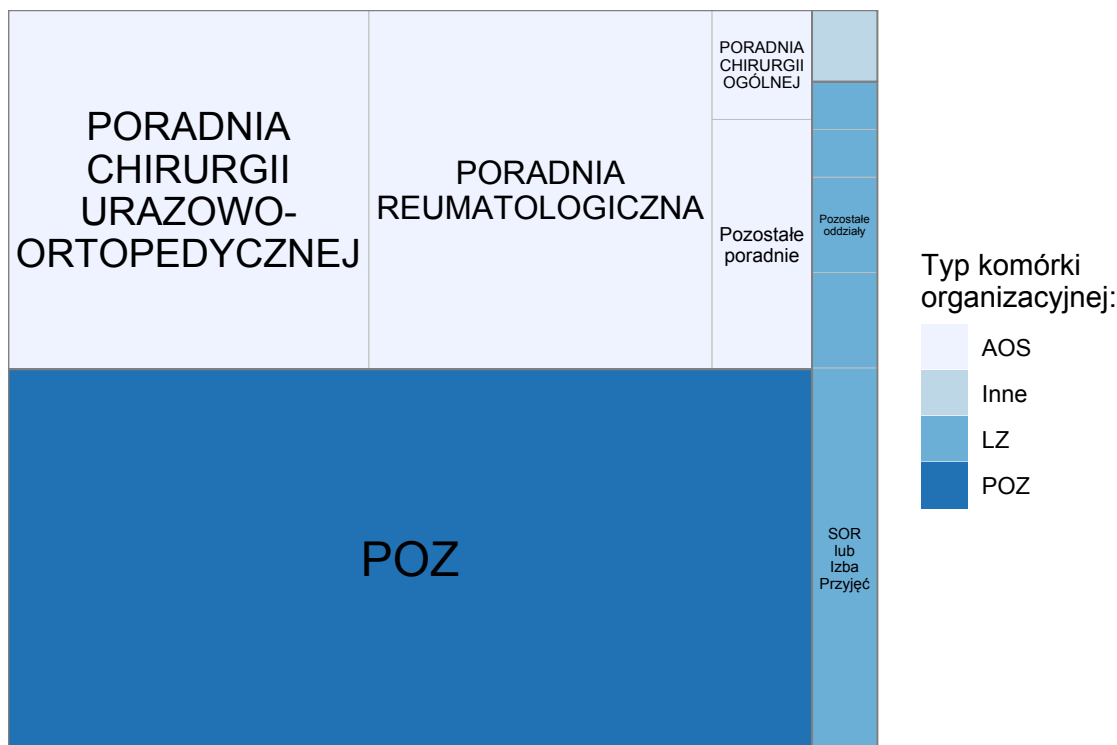 PORADNIA
CHIRURGII
URAZOWO-
ORTOPEDYCZNEJ
PORADNIA
REUMATOLOGICZNA
PORADNIA
CHIRURGII
OGÓLNEJ
Pozostałe
poradnie
Pozostałe
oddziały
POZ
SOR
lub
Izba
Przyjęć
Typ komórki
organizacyjnej:
AOS
Inne
LZ
POZ